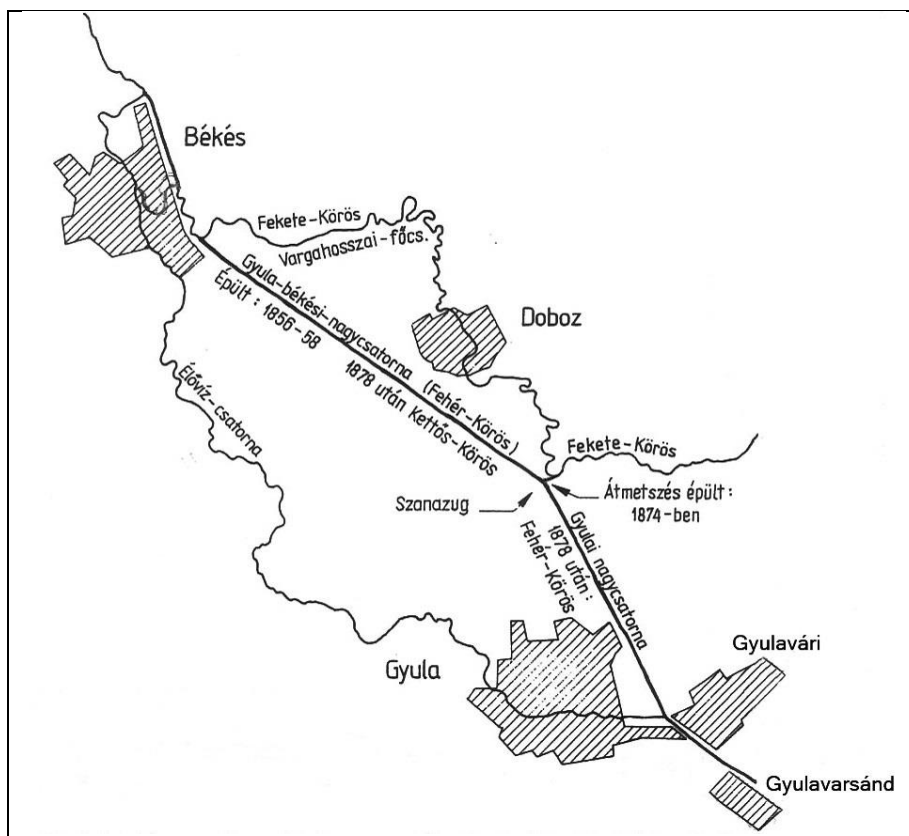 Békés
Fekete-Körös
Vargahosszai-főcs.
Gyula-békési-nagycsatorna (Fehér-Körös)
Épült: 1856-58
1878 után Kettős-Körös
Doboz
Élővíz-csatorna
Fekete-Körös
Szanazug
Átmetszés épült:
1874-ben
Gyulai nagycsatorna
1878 után:
Fehér-Körös
Gyulavári
Gyula
Gyulavarsánd